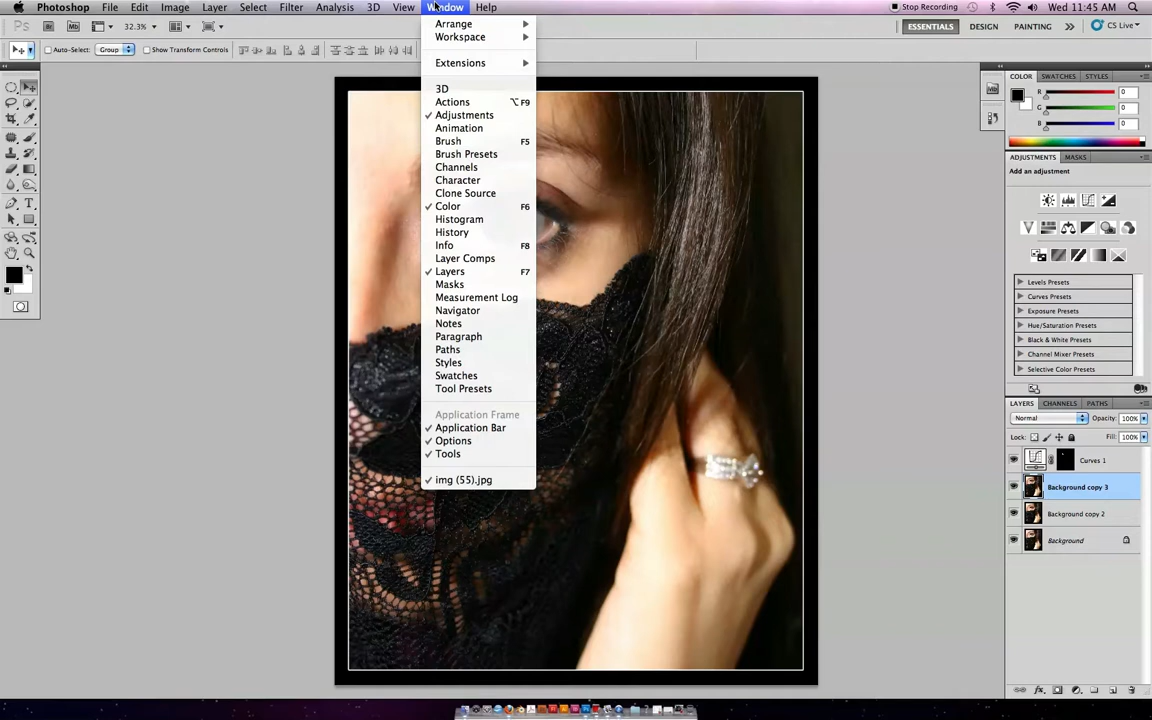 Photoshop File Edit Image Layer Select Filter Analysis 3D View Window Help Stop Recording Wed 11:45 AM
Ps Br Mb 32.3% ESSENTIALS DESIGN PAINTING CS Live
Auto-Select: Group Show Transform Controls
Arrange
Workspace
Extensions
3D
Actions ⌥F9
Adjustments
Animation
Brush F5
Brush Presets
Channels
Character
Clone Source
Color F6
Histogram
History
Info F8
Layer Comps
Layers F7
Masks
Measurement Log
Navigator
Notes
Paragraph
Paths
Styles
Swatches
Tool Presets
Application Frame
Application Bar
Options
Tools
img (55).jpg
COLOR SWATCHES STYLES
R 0
G 0
B 0
ADJUSTMENTS MASKS
Add an adjustment
Levels Presets
Curves Presets
Exposure Presets
Hue/Saturation Presets
Black & White Presets
Channel Mixer Presets
Selective Color Presets
LAYERS CHANNELS PATHS
Normal Opacity: 100%
Lock: Fill: 100%
Curves 1
Background copy 3
Background copy 2
Background